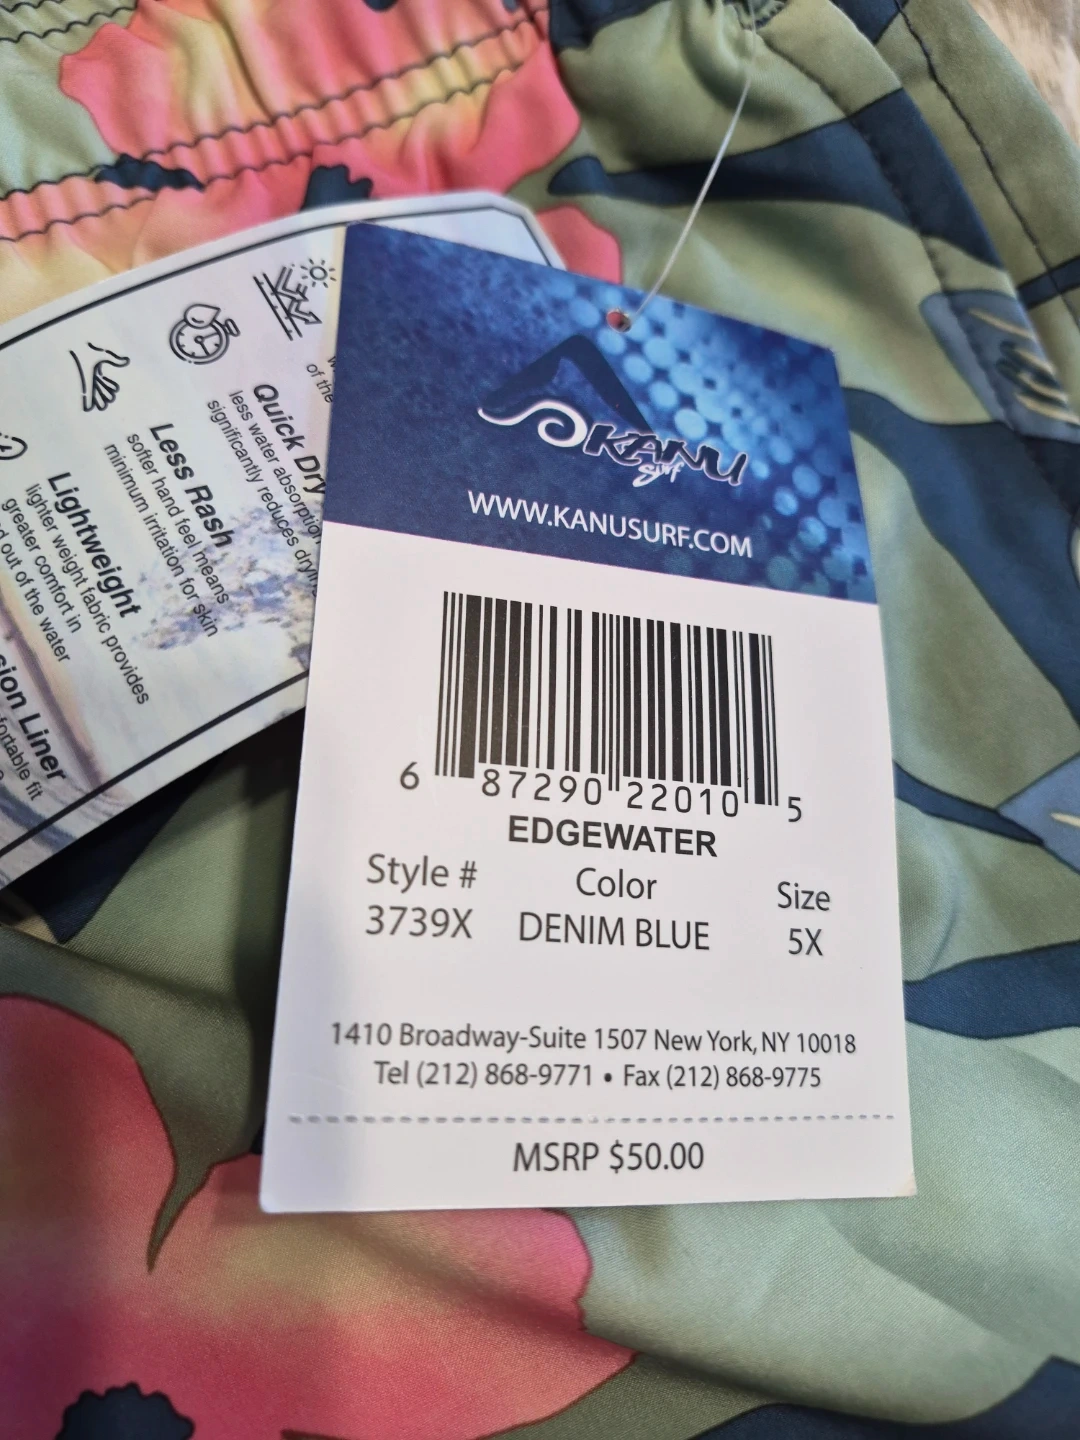 KANU
Surf
WWW.KANUSURF.COM
6 87290 22010 5
EDGEWATER
Style # Color Size
3739X DENIM BLUE 5X
1410 Broadway-Suite 1507 New York, NY 10018
Tel (212) 868-9771 • Fax (212) 868-9775
MSRP $50.00
of the
Quick Dry
less water absorption
significantly reduces
Less Rash
softer hand feel means
minimum irritation for skin
Lightweight
lighter weight fabric provides
greater comfort in
out of the water
Liner
fit